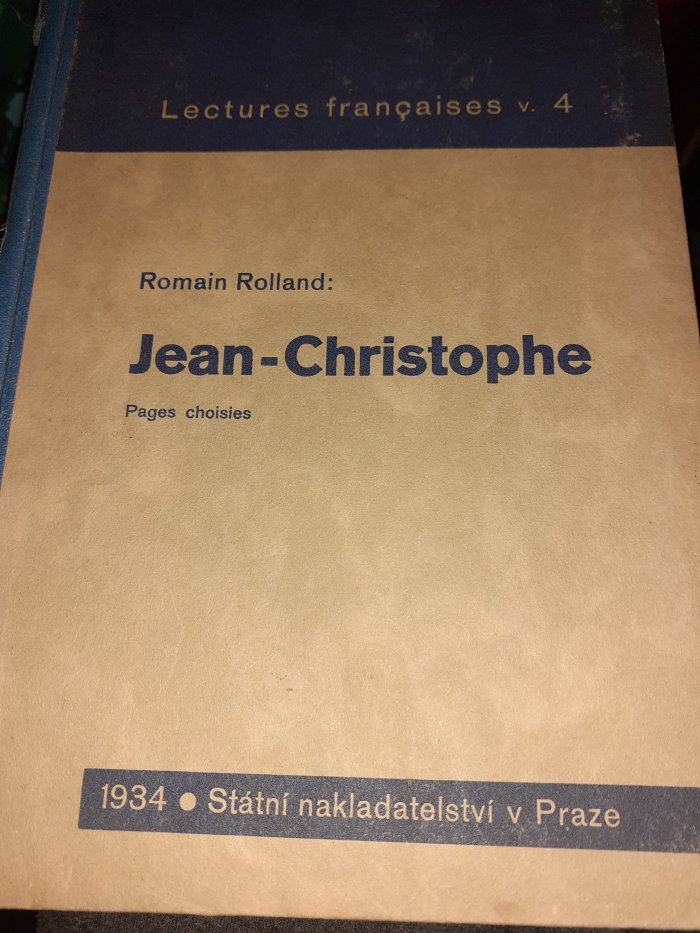 Lectures françaises v. 4
Romain Rolland:
Jean-Christophe
Pages choisies
1934 ● Státní nakladatelství v Praze